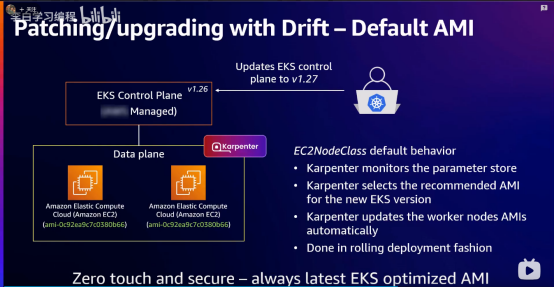 Patching/upgrading with Drift – Default AMI
李白学习编程
bilibili
Updates EKS control
plane to v1.27
v1.26
EKS Control Plane
Managed)
Karpenter
Data plane
Amazon Elastic Compute
Cloud (Amazon EC2)
(ami-0c92ea9c7c0380b66)
Amazon Elastic Compute
Cloud (Amazon EC2)
(ami-0c92ea9c7c0380b66)
EC2NodeClass default behavior
• Karpenter monitors the parameter store
• Karpenter selects the recommended AMI
for the new EKS version
• Karpenter updates the worker nodes AMIs
automatically
• Done in rolling deployment fashion
Zero touch and secure – always latest EKS optimized AMI